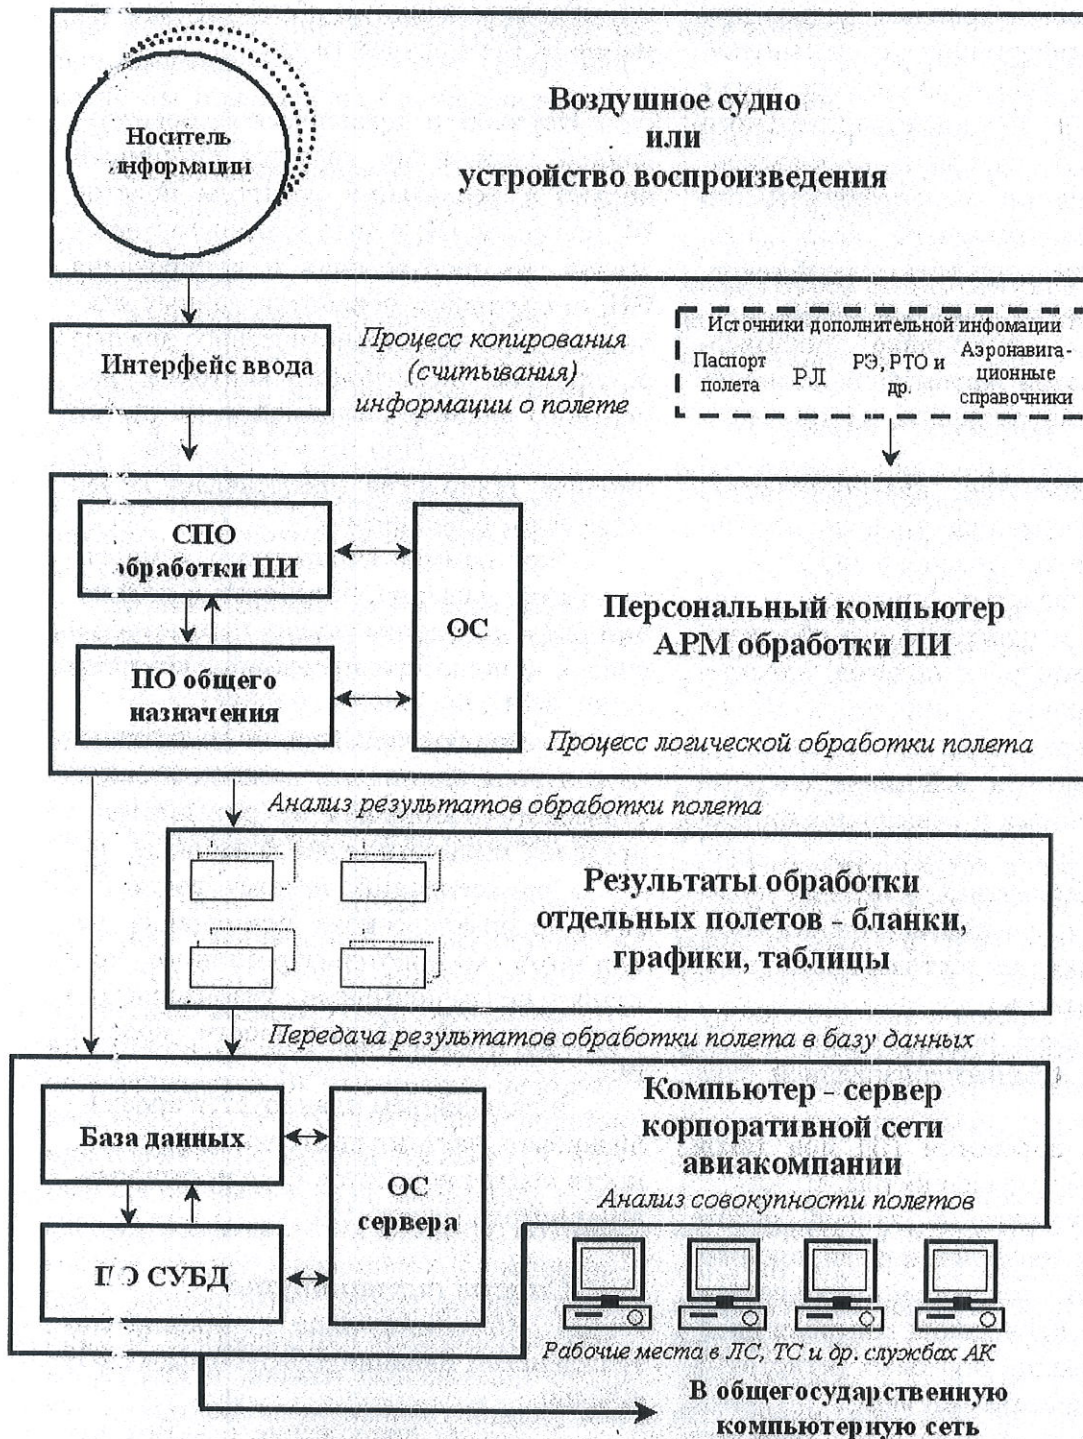 Носитель
информации
Воздушное судно
или
устройство воспроизведения
Интерфейс ввода
Процесс копирования
(считывания)
информации о полете
Источники дополнительной инфомации
Паспорт
полета
РЛ
РЭ, РТО и
др.
Аэронавига-
ционные
справочники
СПО
обработки ПИ
ПО общего
назначения
ОС
Персональный компьютер
АРМ обработки ПИ
Процесс логической обработки полета
Анализ результатов обработки полета
Результаты обработки
отдельных полетов - бланки,
графики, таблицы
Передача результатов обработки полета в базу данных
База данных
ПО СУБД
ОС
сервера
Компьютер - сервер
корпоративной сети
авиакомпании
Анализ совокупности полетов
Рабочие места в ЛС, ТС и др. службах АК
В общегосударственную
компьютерную сеть